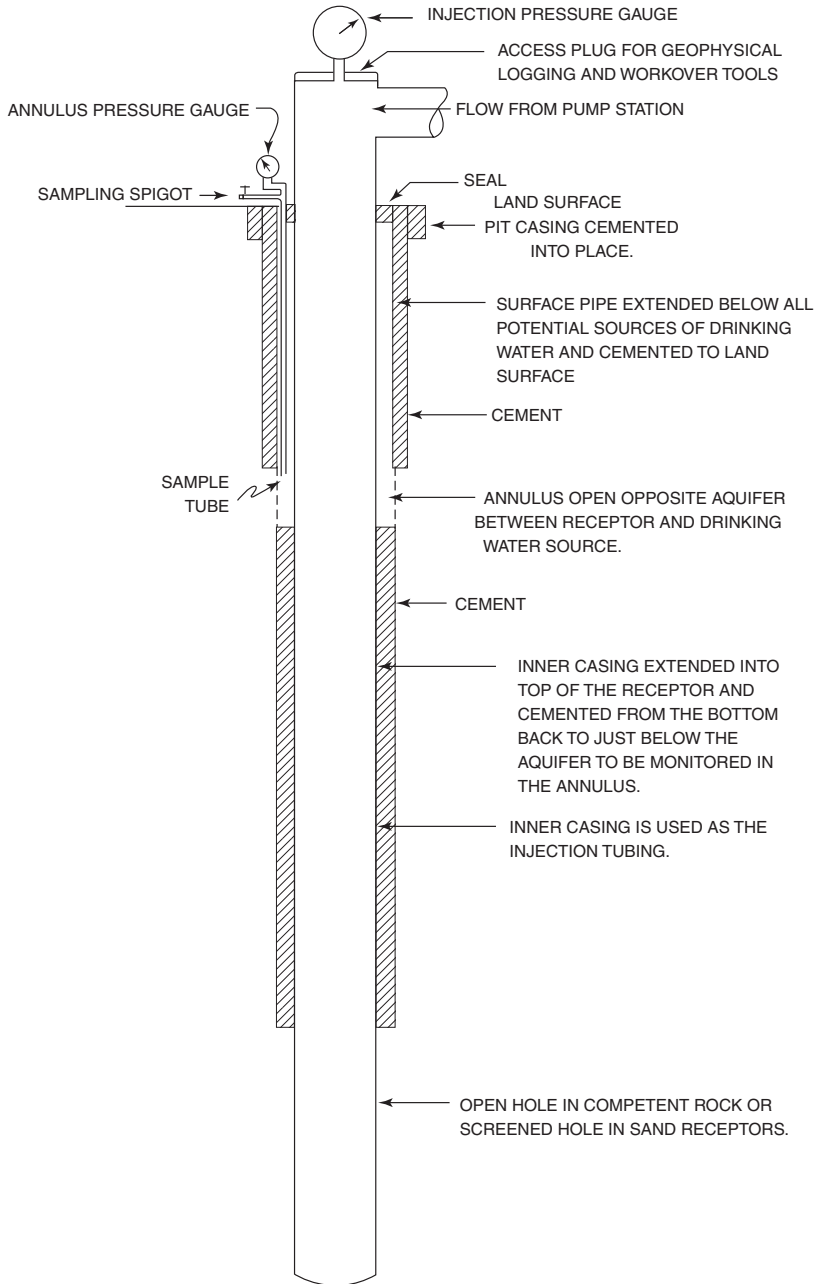 INJECTION PRESSURE GAUGE
ACCESS PLUG FOR GEOPHYSICAL
LOGGING AND WORKOVER TOOLS
ANNULUS PRESSURE GAUGE
FLOW FROM PUMP STATION
SAMPLING SPIGOT
SEAL
LAND SURFACE
PIT CASING CEMENTED
INTO PLACE.
SURFACE PIPE EXTENDED BELOW ALL
POTENTIAL SOURCES OF DRINKING
WATER AND CEMENTED TO LAND
SURFACE
CEMENT
SAMPLE
TUBE
ANNULUS OPEN OPPOSITE AQUIFER
BETWEEN RECEPTOR AND DRINKING
WATER SOURCE.
CEMENT
INNER CASING EXTENDED INTO
TOP OF THE RECEPTOR AND
CEMENTED FROM THE BOTTOM
BACK TO JUST BELOW THE
AQUIFER TO BE MONITORED IN
THE ANNULUS.
INNER CASING IS USED AS THE
INJECTION TUBING.
OPEN HOLE IN COMPETENT ROCK OR
SCREENED HOLE IN SAND RECEPTORS.